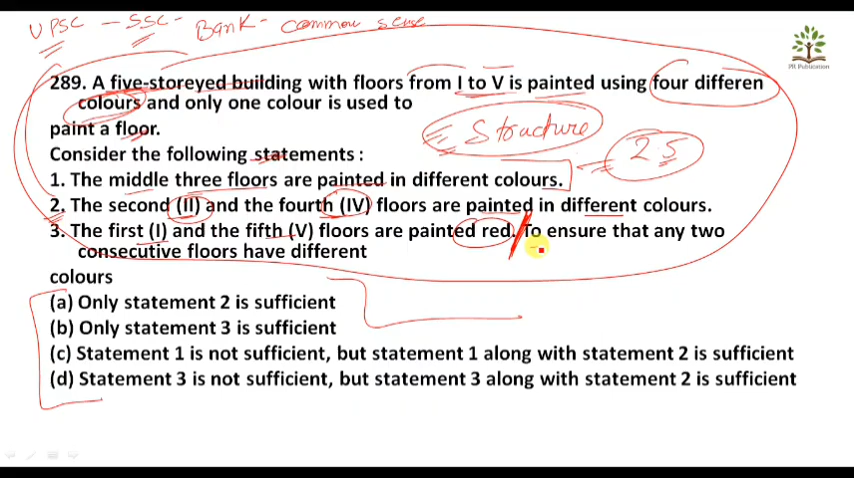 UPSC - SSC - Bank - common sense
PR Publication
289. A five-storeyed building with floors from I to V is painted using four differen
colours and only one colour is used to
paint a floor.
Structure
Consider the following statements :
25
1. The middle three floors are painted in different colours.
2. The second (II) and the fourth (IV) floors are painted in different colours.
3. The first (I) and the fifth (V) floors are painted red. To ensure that any two
consecutive floors have different
colours
(a) Only statement 2 is sufficient
(b) Only statement 3 is sufficient
(c) Statement 1 is not sufficient, but statement 1 along with statement 2 is sufficient
(d) Statement 3 is not sufficient, but statement 3 along with statement 2 is sufficient